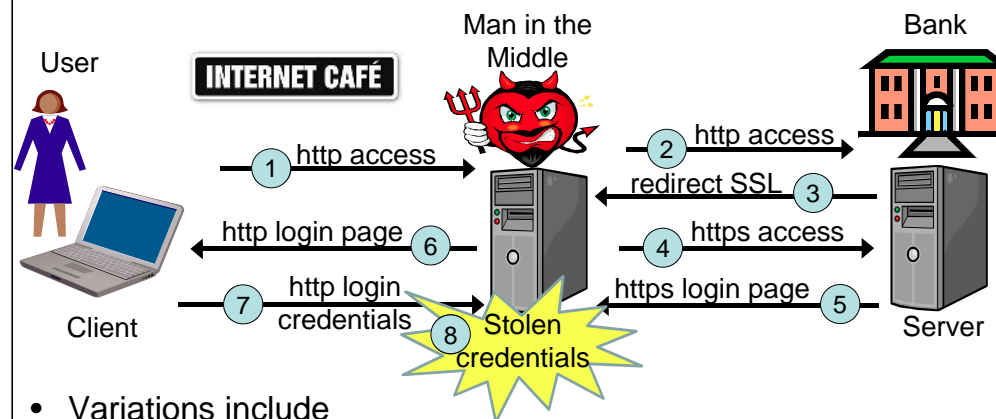 Man in the
Middle
Bank
User
INTERNET CAFÉ
1 http access
2 http access
redirect SSL 3
http login page 6
4 https access
7 http login
credentials
https login page 5
Client
8 Stolen
credentials
Server
• Variations include